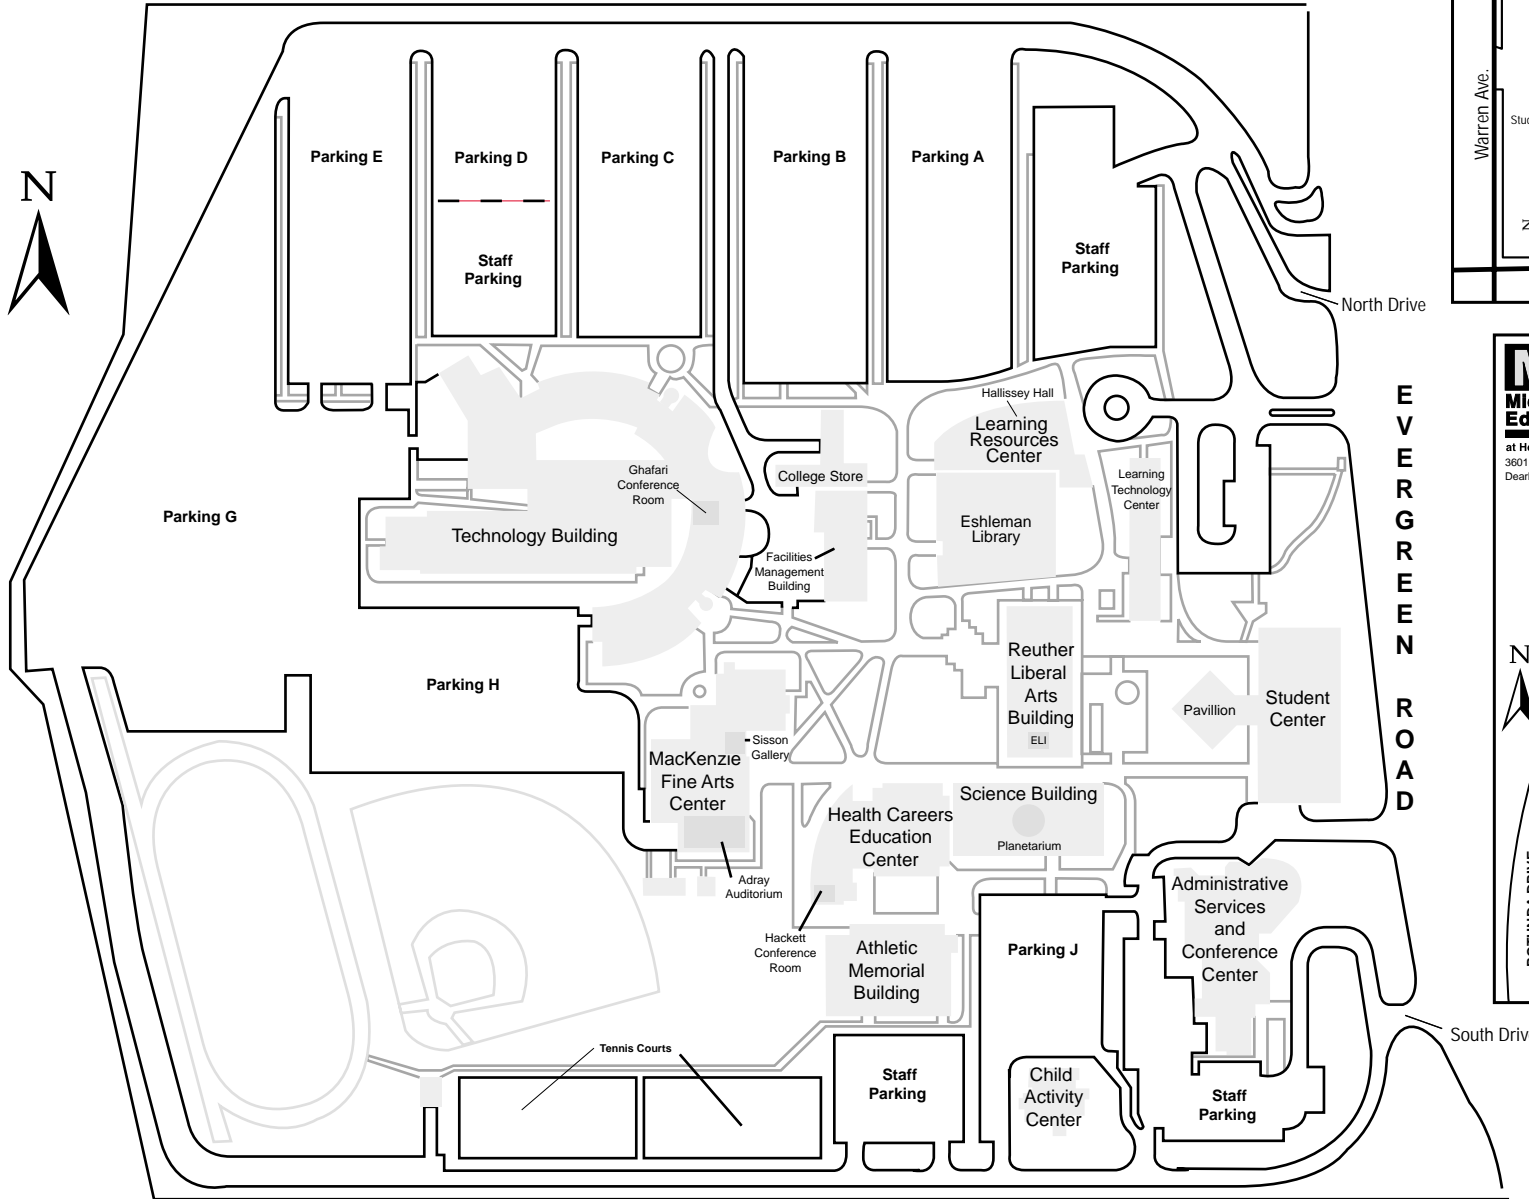 N
Parking E
Parking D
Parking C
Parking B
Parking A
Staff
Parking
Staff
Parking
North Drive
Warren Ave.
Hallissey Hall
Learning
Resources
Center
Ghafari
Conference
Room
College Store
Learning
Technology
Center
Parking G
Technology Building
Eshleman
Library
Facilities
Management
Building
EVERGREEN ROAD
Reuther
Liberal
Arts
Building
ELI
Parking H
Pavillion
Student
Center
Sisson
Gallery
MacKenzie
Fine Arts
Center
Adray
Auditorium
Health Careers
Education
Center
Science Building
Planetarium
Hackett
Conference
Room
Athletic
Memorial
Building
Parking J
Administrative
Services
and
Conference
Center
South Drive
Tennis Courts
Staff
Parking
Child
Activity
Center
Staff
Parking
N
N
at
3601